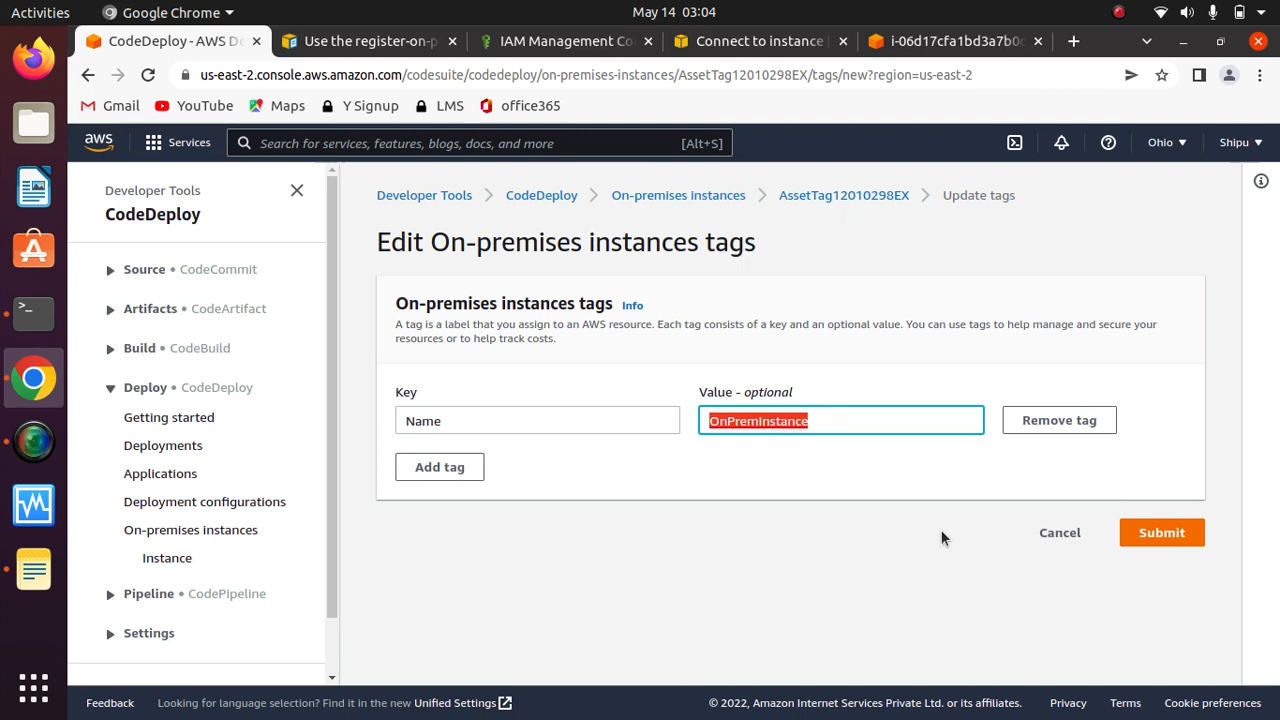 Activities
Google Chrome
May 14 03:04
CodeDeploy - AWS De
Use the register-on-p
IAM Management Co
Connect to instance
i-06d17cfa1bd3a7b0c
us-east-2.console.aws.amazon.com/codesuite/codedeploy/on-premises-instances/AssetTag12010298EX/tags/new?region=us-east-2
Gmail
YouTube
Maps
Y Signup
LMS
office365
aws
Services
Search for services, features, blogs, docs, and more
[Alt+S]
Ohio
Shipu
Developer Tools
CodeDeploy
Source • CodeCommit
Artifacts • CodeArtifact
Build • CodeBuild
Deploy • CodeDeploy
Getting started
Deployments
Applications
Deployment configurations
On-premises instances
Instance
Pipeline • CodePipeline
Settings
Developer Tools
CodeDeploy
On-premises instances
AssetTag12010298EX
Update tags
Edit On-premises instances tags
On-premises instances tags Info
A tag is a label that you assign to an AWS resource. Each tag consists of a key and an optional value. You can use tags to help manage and secure your
resources or to help track costs.
Key
Value - optional
Name
OnPremInstance
Remove tag
Add tag
Cancel
Submit
Feedback
Looking for language selection? Find it in the new Unified Settings
© 2022, Amazon Internet Services Private Ltd. or its affiliates.
Privacy
Terms
Cookie preferences